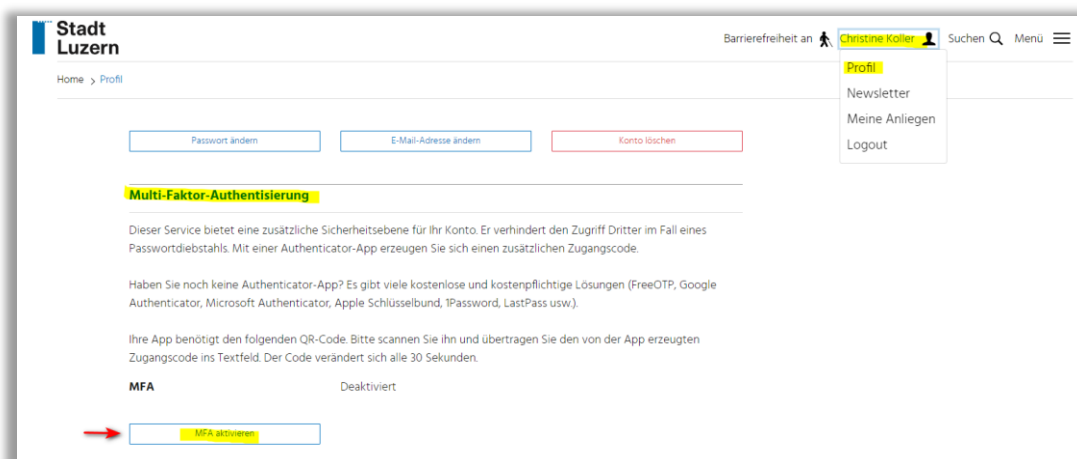 Stadt
Luzern
Barrierefreiheit an Christine Koller Suchen Menü
Home > Profil
Profil
Newsletter
Meine Anliegen
Logout
Passwort ändern E-Mail-Adresse ändern Konto löschen
Multi-Faktor-Authentisierung
Dieser Service bietet eine zusätzliche Sicherheitsebene für Ihr Konto. Er verhindert den Zugriff Dritter im Fall eines
Passwortdiebstahls. Mit einer Authenticator-App erzeugen Sie sich einen zusätzlichen Zugangscode.
Haben Sie noch keine Authenticator-App? Es gibt viele kostenlose und kostenpflichtige Lösungen (FreeOTP, Google
Authenticator, Microsoft Authenticator, Apple Schlüsselbund, 1Password, LastPass usw.).
Ihre App benötigt den folgenden QR-Code. Bitte scannen Sie ihn und übertragen Sie den von der App erzeugten
Zugangscode ins Textfeld. Der Code verändert sich alle 30 Sekunden.
MFA Deaktiviert
MFA aktivieren